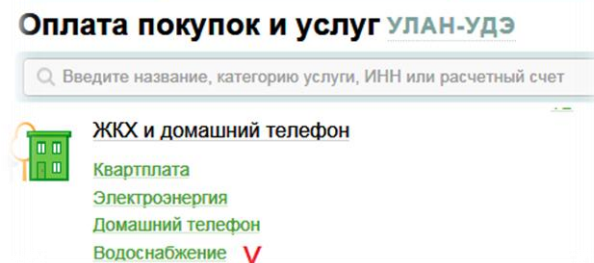 Оплата покупок и услуг УЛАН-УДЭ
Введите название, категорию услуги, ИНН или расчетный счет
ЖКХ и домашний телефон
Квартплата
Электроэнергия
Домашний телефон
Водоснабжение V